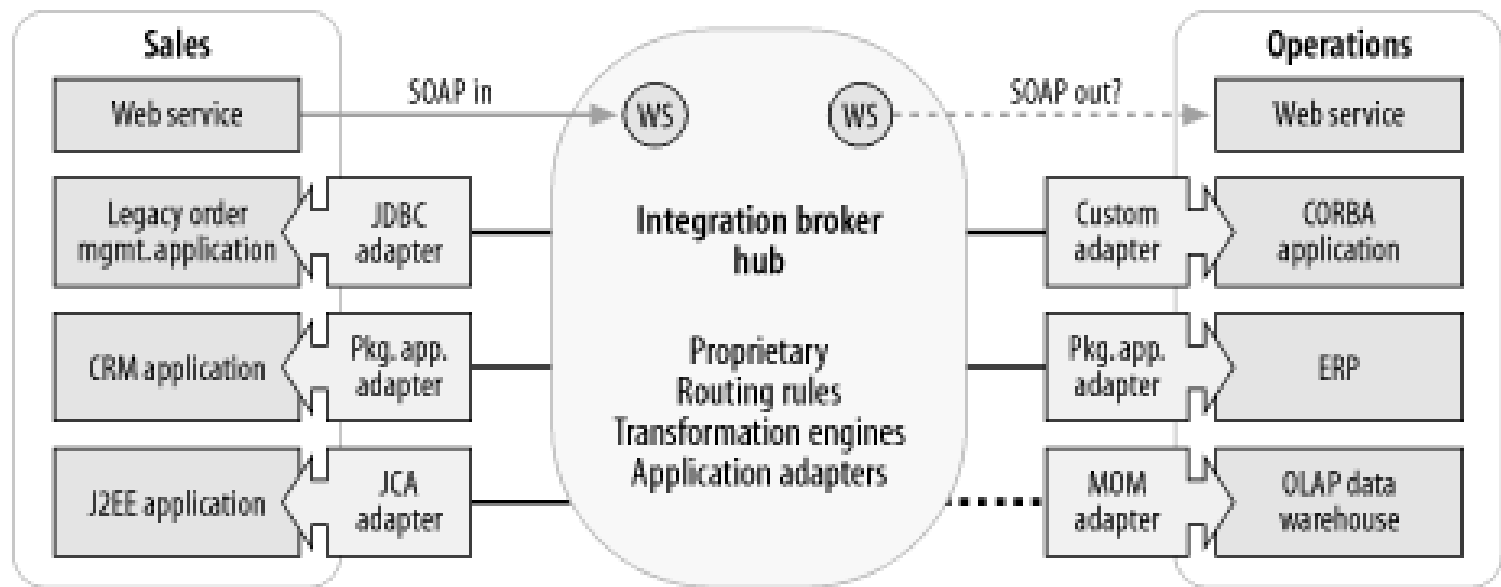 Sales
Web service
Legacy order
mgmt. application
JDBC
adapter
CRM application
Pkg. app.
adapter
J2EE application
JCA
adapter
SOAP in
WS
WS
SOAP out?
Integration broker
hub
Proprietary
Routing rules
Transformation engines
Application adapters
Operations
Web service
Custom
adapter
CORBA
application
Pkg. app.
adapter
ERP
MOM
adapter
OLAP data
warehouse